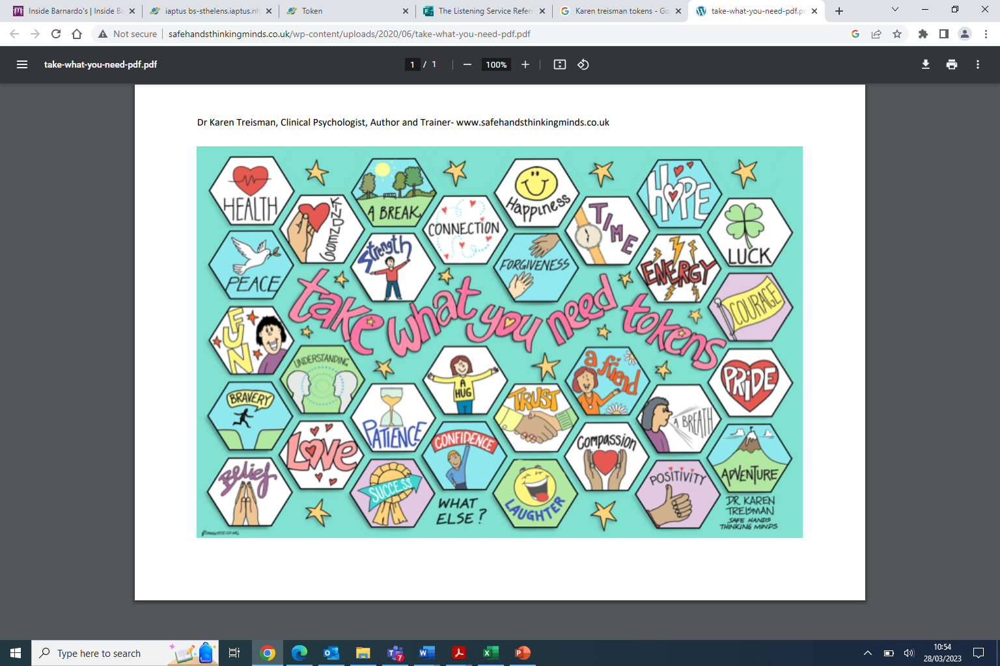 Inside Barnardo's | Inside Ba
iaptus bs-sthelens.iaptus.nh
Token
The Listening Service Referr
Karen treisman tokens - Go
take-what-you-need-pdf.pd
Not secure
safehandsthinkingminds.co.uk/wp-content/uploads/2020/06/take-what-you-need-pdf.pdf
take-what-you-need-pdf.pdf
1 / 1
100%
Dr Karen Treisman, Clinical Psychologist, Author and Trainer- www.safehandsthinkingminds.co.uk
HEALTH
KINDNESS
A BREAK
CONNECTION
Happiness
TIME
HOPE
LUCK
PEACE
Strength
FORGIVENESS
ENERGY
COURAGE
take what you need tokens
FUN
UNDERSTANDING
A
HUG
a friend
PRiDE
BRAVERY
PATIENCE
TRUST
A BREATH
LOVe
CONFIDENCE
Compassion
ADVENTURE
Belief
SUCCESS
WHAT
ELSE?
LAUGHTER
POSITIVITY
DR KAREN
TREISMAN
SAFE HANDS
THINKING MINDS
Type here to search
7
10:54
28/03/2023